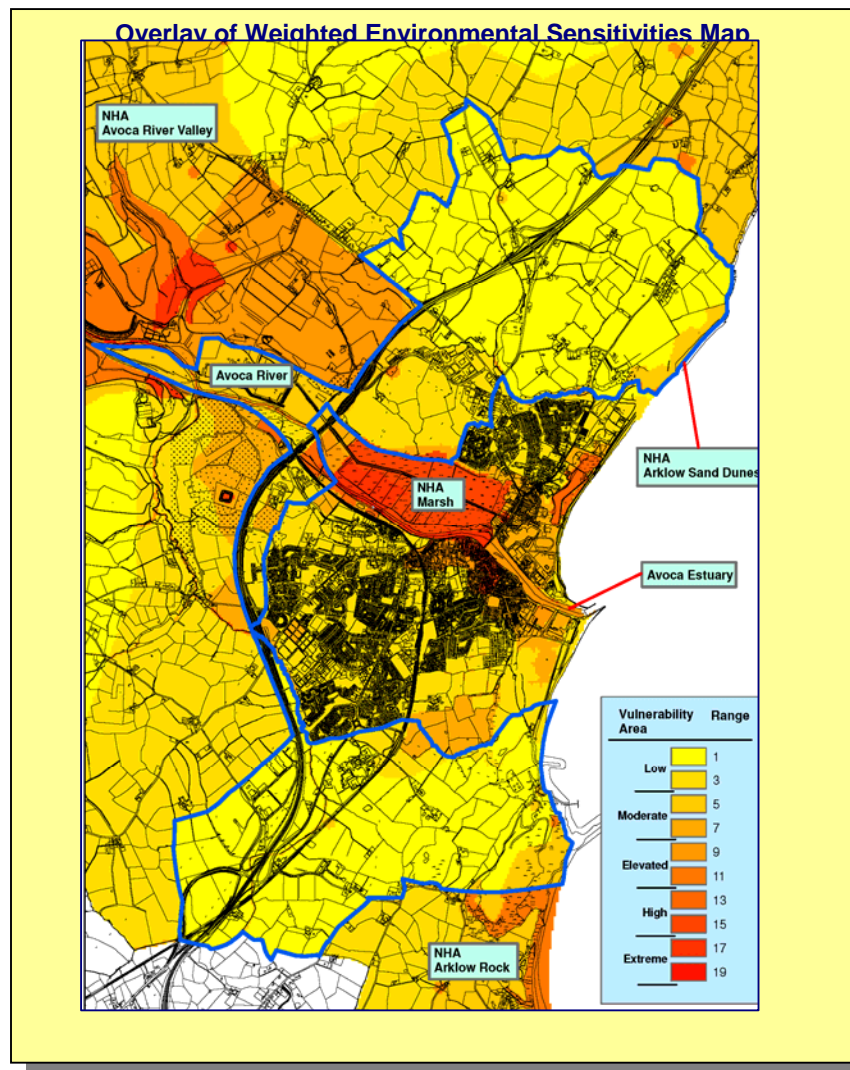 Overlay of Weighted Environmental Sensitivities Map
NHA
Avoca River Valley
Avoca River
NHA
Marsh
NHA
Arklow Sand Dunes
Avoca Estuary
NHA
Arklow Rock
Vulnerability Range
Area
Low
1
3
Moderate
5
7
Elevated
9
11
High
13
15
Extreme
17
19